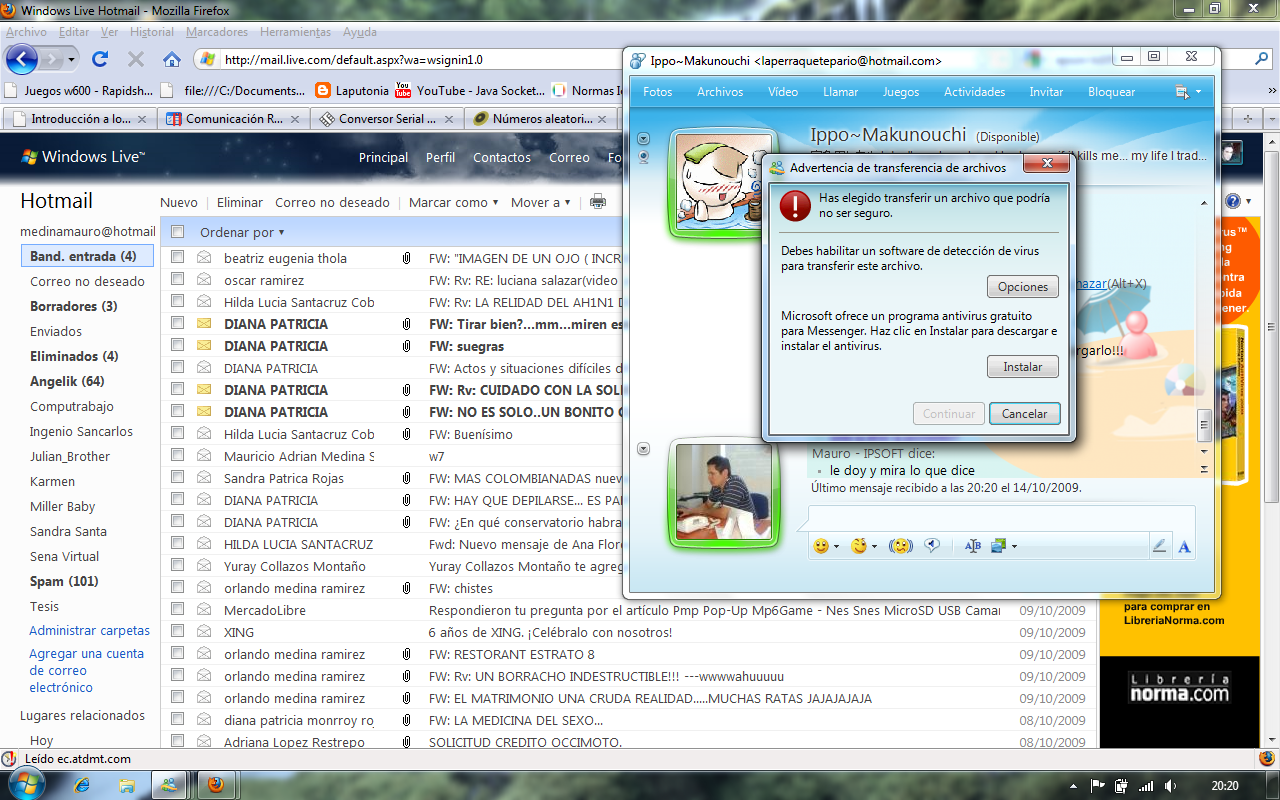 Windows Live Hotmail - Mozilla Firefox
Archivo Editar Ver Historial Marcadores Herramientas Ayuda
http://mail.live.com/default.aspx?wa=wsignin1.0
Juegos w600 - Rapidsh... file:///C:/Documents... Laputonia YouTube - Java Socket... Normas I
Introducción a lo... Comunicación R... Conversor Serial ... Números aleatori...
Windows Live™ Principal Perfil Contactos Correo
Hotmail
medinamauro@hotmail
Band. entrada (4)
Correo no deseado
Borradores (3)
Enviados
Eliminados (4)
Angelik (64)
Computrabajo
Ingenio Sancarlos
Julian_Brother
Karmen
Miller Baby
Sandra Santa
Sena Virtual
Spam (101)
Tesis
Administrar carpetas
Agregar una cuenta
de correo
electrónico
Lugares relacionados
Hoy
Nuevo Eliminar Correo no deseado Marcar como Mover a
Ordenar por
beatriz eugenia thola FW: "IMAGEN DE UN OJO ( INCR
oscar ramirez FW: Rv: RE: luciana salazar(video
Hilda Lucia Santacruz Cob FW: Rv: LA RELIDAD DEL AH1N1 D
DIANA PATRICIA FW: Tirar bien?...mm...miren es
DIANA PATRICIA FW: suegras
DIANA PATRICIA FW: Actos y situaciones difíciles d
DIANA PATRICIA FW: Rv: CUIDADO CON LA SOL
DIANA PATRICIA FW: NO ES SOLO..UN BONITO
Hilda Lucia Santacruz Cob FW: Buenísimo
Mauricio Adrian Medina S w7
Sandra Patrica Rojas FW: MAS COLOMBIANADAS nuev
DIANA PATRICIA FW: HAY QUE DEPILARSE... ES PA
DIANA PATRICIA FW: ¿En qué conservatorio habra
HILDA LUCIA SANTACRUZ Fwd: Nuevo mensaje de Ana Flore
Yuray Collazos Montaño Yuray Collazos Montaño te agreg
orlando medina ramirez FW: chistes
MercadoLibre Respondieron tu pregunta por el artículo Pmp Pop-Up Mp6Game - Nes Snes MicroSD USB Camar 09/10/2009
XING 6 años de XING. ¡Celébralo con nosotros! 09/10/2009
orlando medina ramirez FW: RESTORANT ESTRATO 8 09/10/2009
orlando medina ramirez FW: Rv: UN BORRACHO INDESTRUCTIBLE!!! ---wwwwahuuuuu 09/10/2009
orlando medina ramirez FW: EL MATRIMONIO UNA CRUDA REALIDAD.....MUCHAS RATAS JAJAJAJAJA 09/10/2009
diana patricia monrroy ro FW: LA MEDICINA DEL SEXO... 08/10/2009
Adriana Lopez Restrepo SOLICITUD CREDITO OCCIMOTO. 08/10/2009
Ippo~Makunouchi <laperraquetepario@hotmail.com>
Fotos Archivos Vídeo Llamar Juegos Actividades Invitar Bloquear
Ippo~Makunouchi (Disponible)
kills me... my life I trad...
hazar(Alt+X)
rgarlo!!!
Advertencia de transferencia de archivos
Has elegido transferir un archivo que podría
no ser seguro.
Debes habilitar un software de detección de virus
para transferir este archivo.
Opciones
Microsoft ofrece un programa antivirus gratuito
para Messenger. Haz clic en Instalar para descargar e
instalar el antivirus.
Instalar
Continuar Cancelar
Mauro - IPSOFT dice:
le doy y mira lo que dice
Último mensaje recibido a las 20:20 el 14/10/2009.
para comprar en
LibreriaNorma.com
Librería
norma.com
Leído ec.atdmt.com
20:20